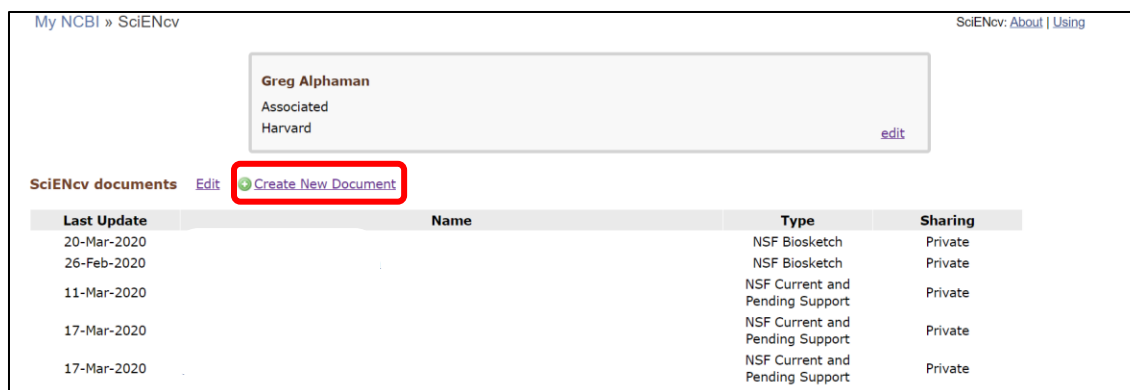 My NCBI » SciENcv SciENcv: About | Using
Greg Alphaman
Associated
Harvard edit
SciENcv documents Edit Create New Document
Last Update Name Type Sharing
20-Mar-2020 NSF Biosketch Private
26-Feb-2020 NSF Biosketch Private
11-Mar-2020 NSF Current and Pending Support Private
17-Mar-2020 NSF Current and Pending Support Private
17-Mar-2020 NSF Current and Pending Support Private